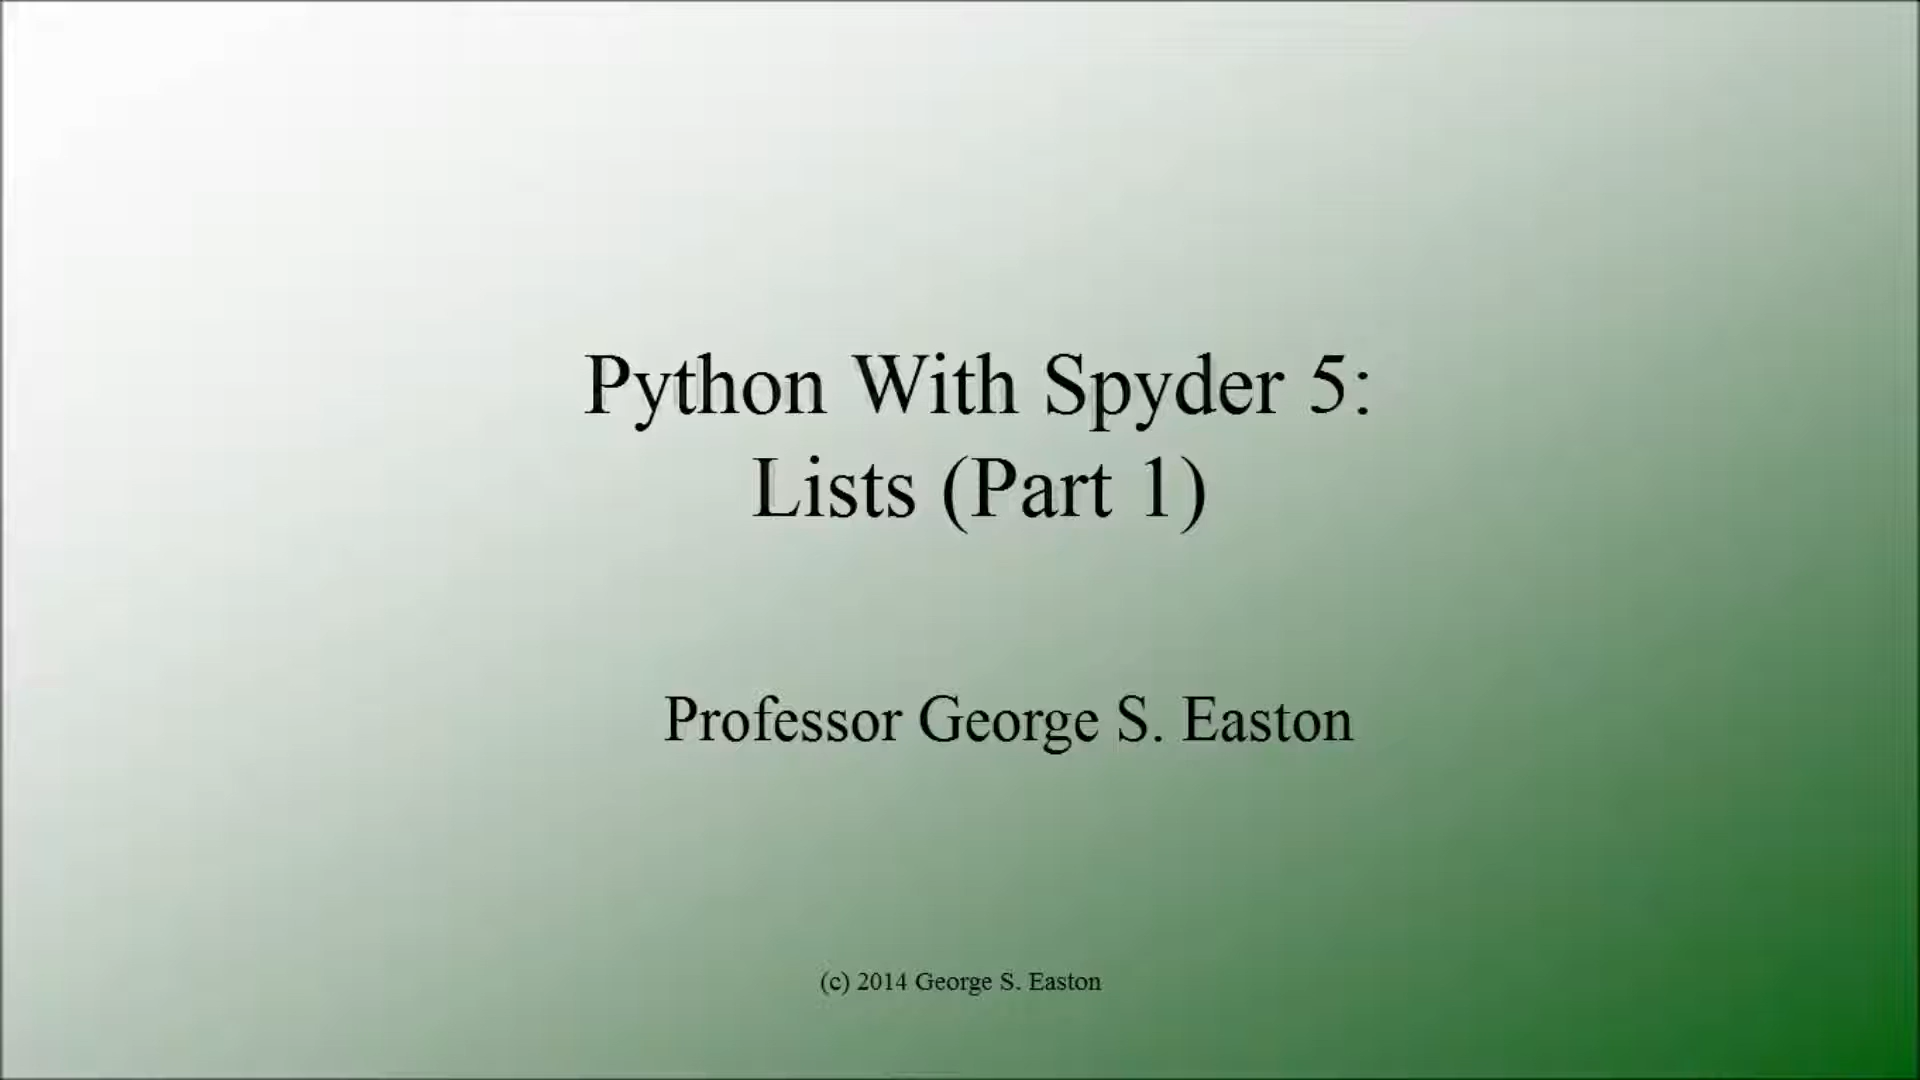 Python With Spyder 5:
Lists (Part 1)
Professor George S. Easton
(c) 2014 George S. Easton